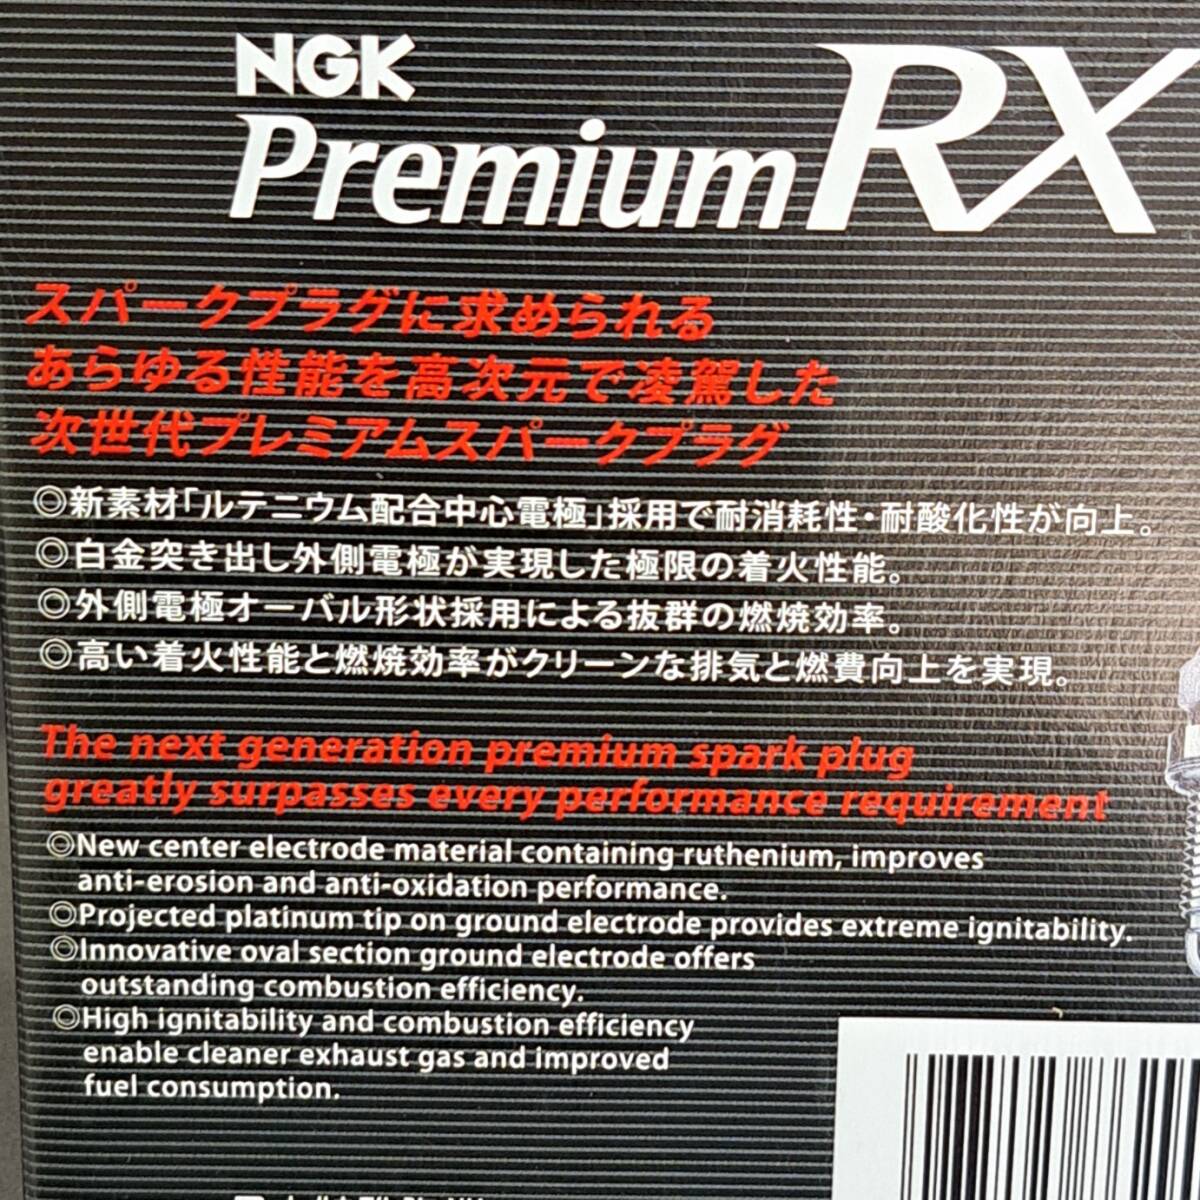 NGK
Premium RX
スパークプラグに求められる
あらゆる性能を高次元で凌駕した
次世代プレミアムスパークプラグ
◎新素材｢ルテニウム配合中心電極｣採用で耐消耗性・耐酸化性が向上。
◎白金突き出し外側電極が実現した極限の着火性能。
◎外側電極オーバル形状採用による抜群の燃焼効率。
◎高い着火性能と燃焼効率がクリーンな排気と燃費向上を実現。
The next generation premium spark plug
greatly surpasses every performance requirement
◎New center electrode material containing ruthenium, improves
anti-erosion and anti-oxidation performance.
◎Projected platinum tip on ground electrode provides extreme ignitability.
◎Innovative oval section ground electrode offers
outstanding combustion efficiency.
◎High ignitability and combustion efficiency
enable cleaner exhaust gas and improved
fuel consumption.